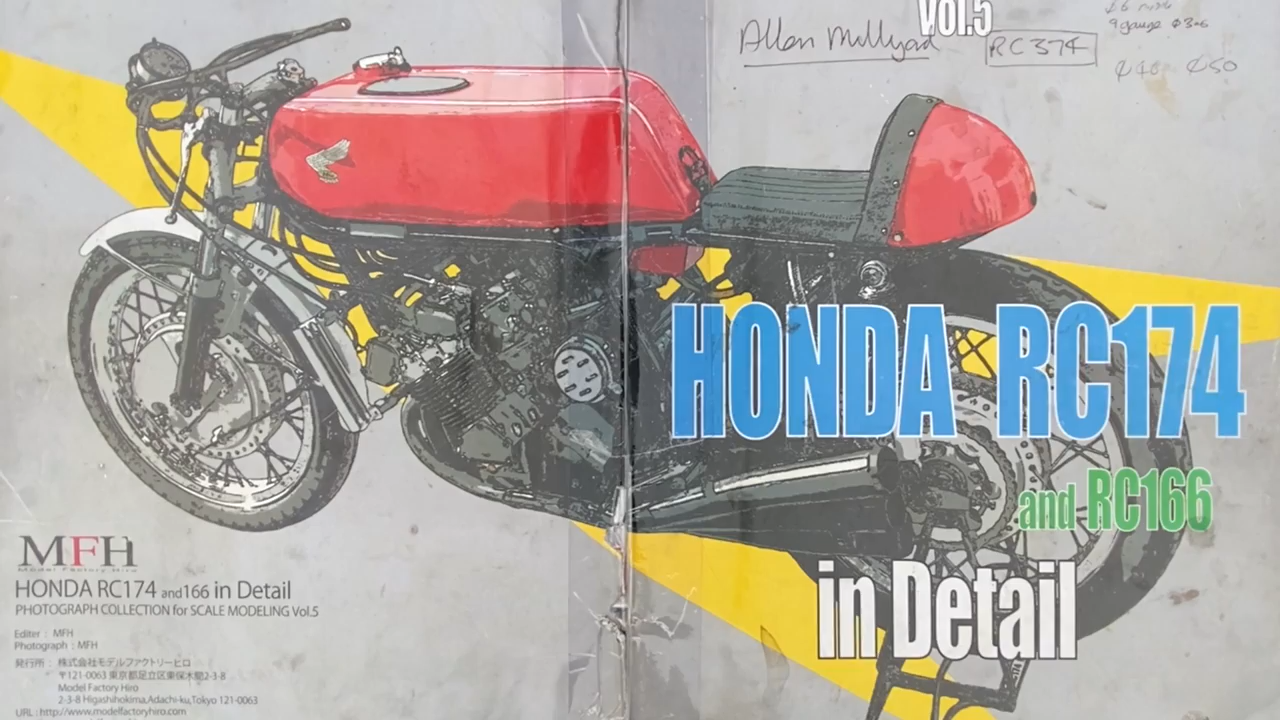 Vol.5
Allen Millyard RC374
9 gauge
¢50
HONDA RC174
and RC166
in Detail
MFH
Model Factory Hiro
HONDA RC174 and166 in Detail
PHOTOGRAPH COLLECTION for SCALE MODELING Vol.5
Editer : MFH
Photograph : MFH
発行所 : 株式会社モデルファクトリーヒロ
〒121-0063 東京都足立区東保木間2-3-8
Model Factory Hiro
2-3-8 Higashihokima,Adachi-ku,Tokyo 121-0063
URL : http://www.modelfactoryhiro.com